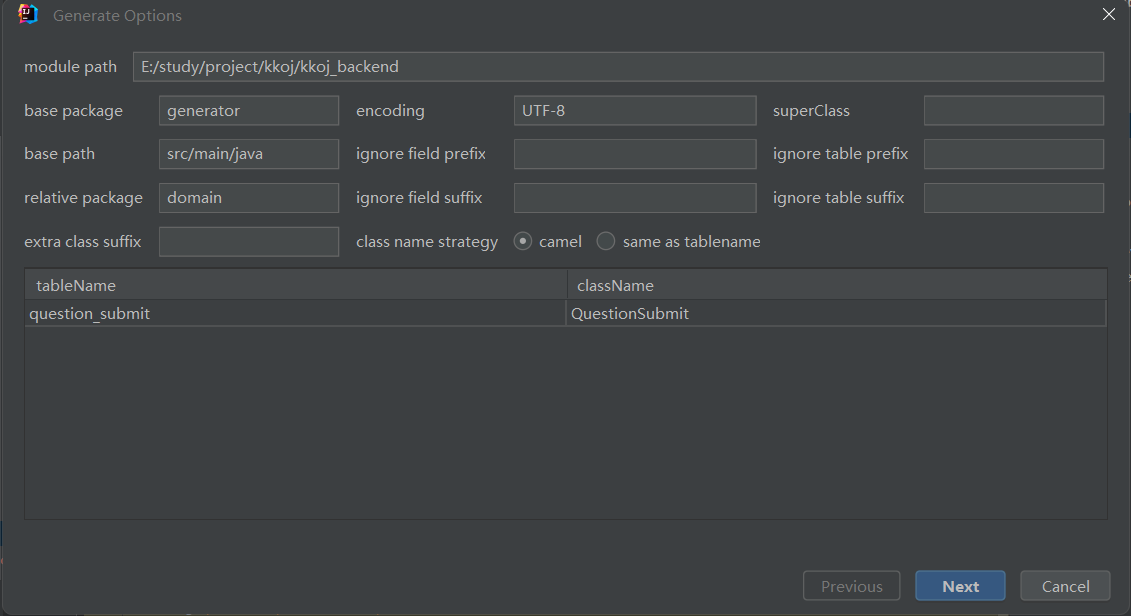 Generate Options
module path E:/study/project/kkoj/kkoj_backend
base package generator encoding UTF-8 superClass
base path src/main/java ignore field prefix ignore table prefix
relative package domain ignore field suffix ignore table suffix
extra class suffix class name strategy camel same as tablename
tableName className
question_submit QuestionSubmit
Previous Next Cancel